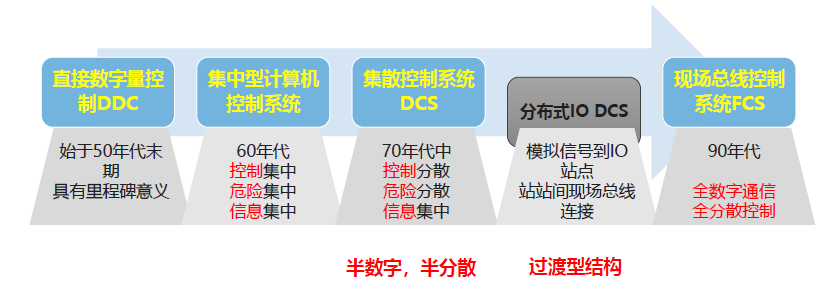 直接数字量控
制DDC
始于50年代末
期
具有里程碑意义
集中型计算机
控制系统
60年代
控制集中
危险集中
信息集中
集散控制系统
DCS
70年代中
控制分散
危险分散
信息集中
分布式IO DCS
模拟信号到IO
站点
站站间现场总线
连接
现场总线控制
系统FCS
90年代
全数字通信
全分散控制
半数字，半分散
过渡型结构